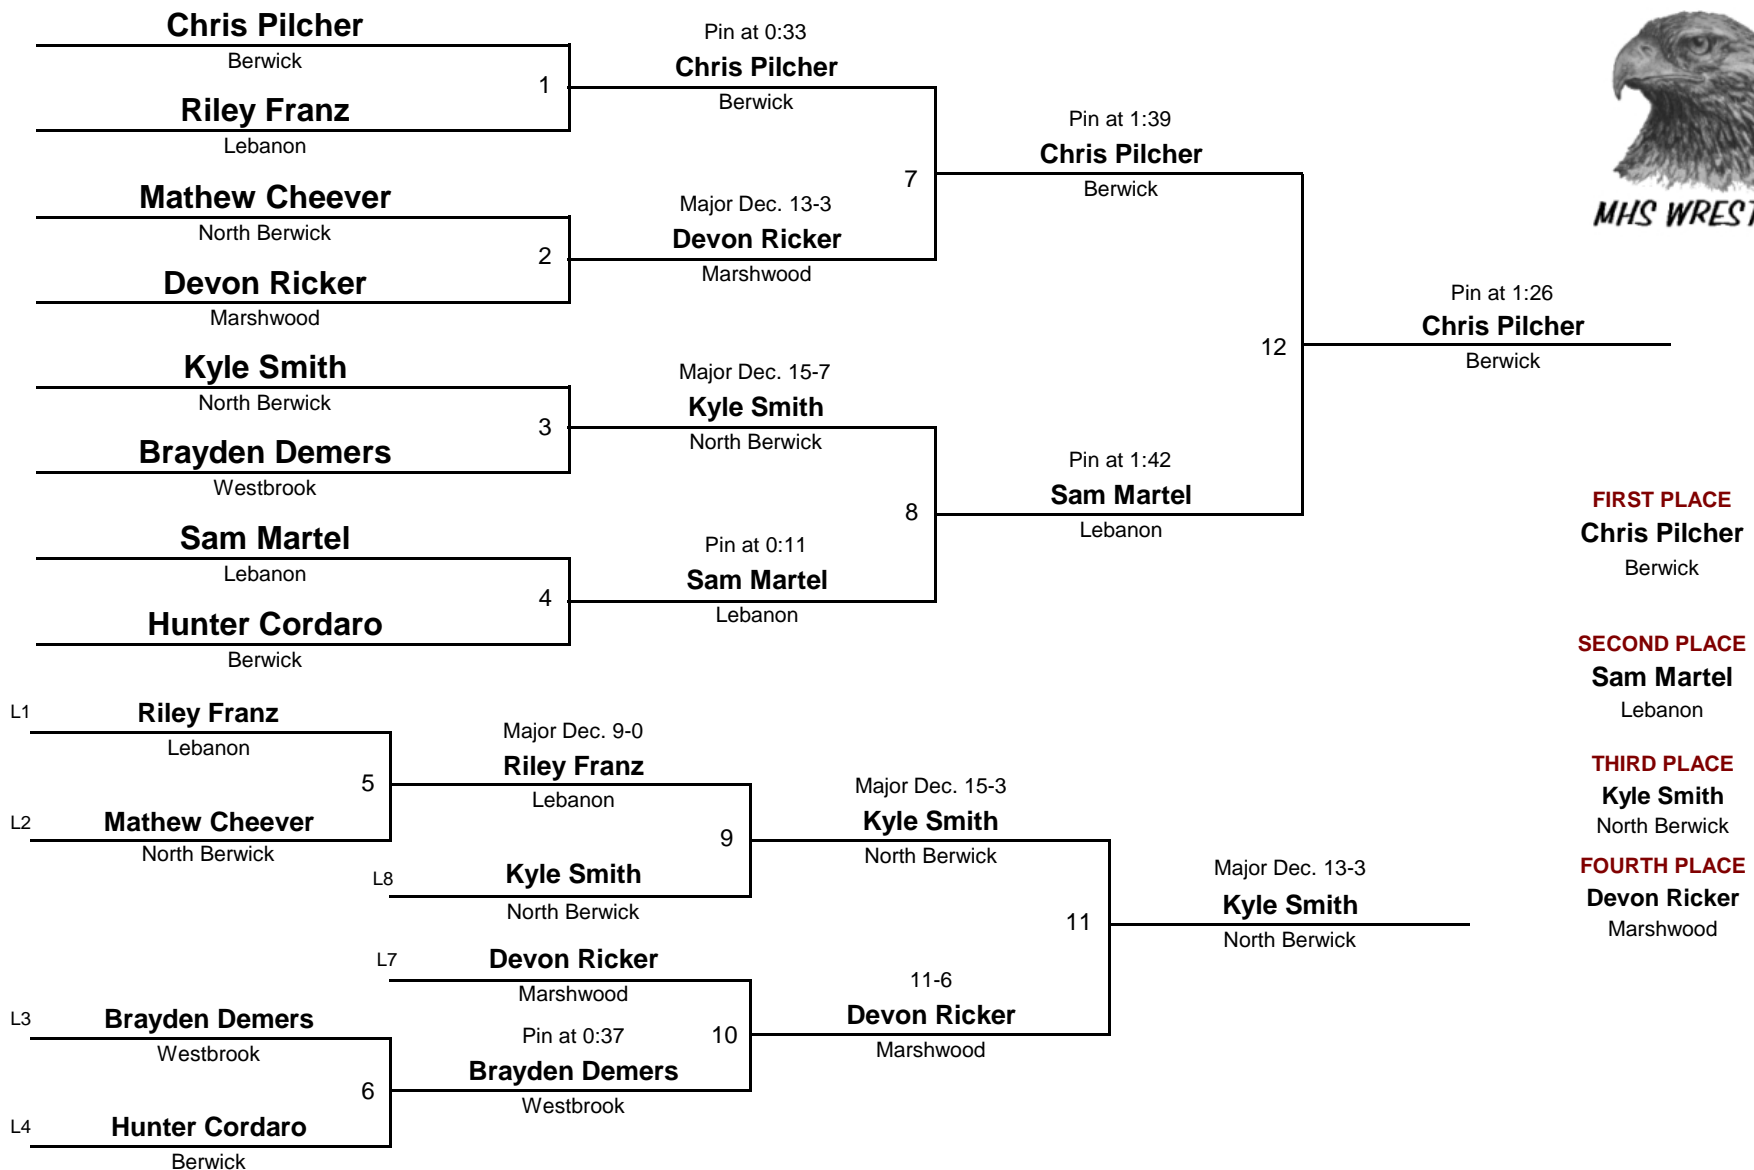 Chris Pilcher
Berwick
1
Riley Franz
Lebanon
Mathew Cheever
North Berwick
2
Devon Ricker
Marshwood
Kyle Smith
North Berwick
3
Brayden Demers
Westbrook
Sam Martel
Lebanon
4
Hunter Cordaro
Berwick
Pin at 0:33
Chris Pilcher
Berwick
7
Major Dec. 13-3
Devon Ricker
Marshwood
Major Dec. 15-7
Kyle Smith
North Berwick
8
Pin at 0:11
Sam Martel
Lebanon
Pin at 1:39
Chris Pilcher
Berwick
12
Pin at 1:42
Sam Martel
Lebanon
Pin at 1:26
Chris Pilcher
Berwick
MHS WREST
FIRST PLACE
Chris Pilcher
Berwick
SECOND PLACE
Sam Martel
Lebanon
THIRD PLACE
Kyle Smith
North Berwick
FOURTH PLACE
Devon Ricker
Marshwood
L1
Riley Franz
Lebanon
5
L2
Mathew Cheever
North Berwick
Major Dec. 9-0
Riley Franz
Lebanon
9
L8
Kyle Smith
North Berwick
L7
Devon Ricker
Marshwood
10
L3
Brayden Demers
Westbrook
6
L4
Hunter Cordaro
Berwick
Pin at 0:37
Brayden Demers
Westbrook
Major Dec. 15-3
Kyle Smith
North Berwick
11
11-6
Devon Ricker
Marshwood
Major Dec. 13-3
Kyle Smith
North Berwick